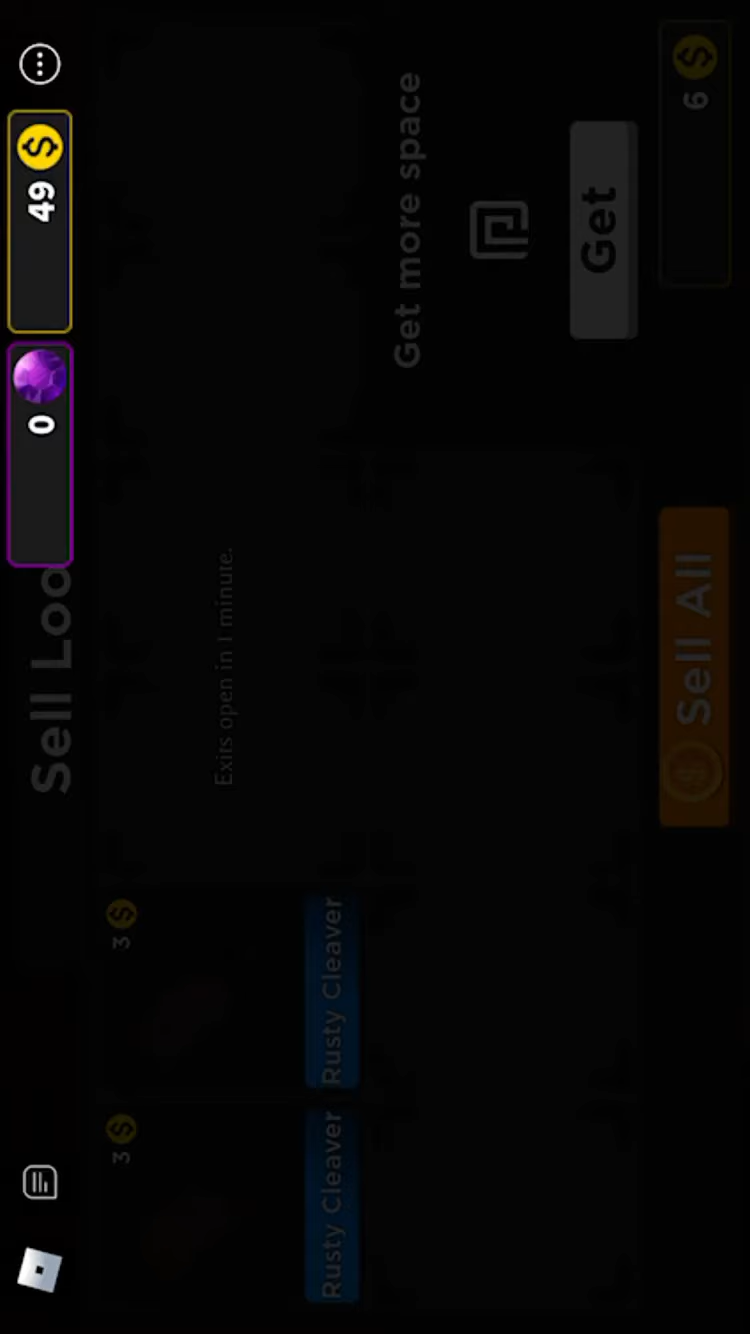 Sell Loo
0
49
3
3
Exits open in 1 minute.
Rusty Cleaver
Rusty Cleaver
Get more space
Get
Sell All
6